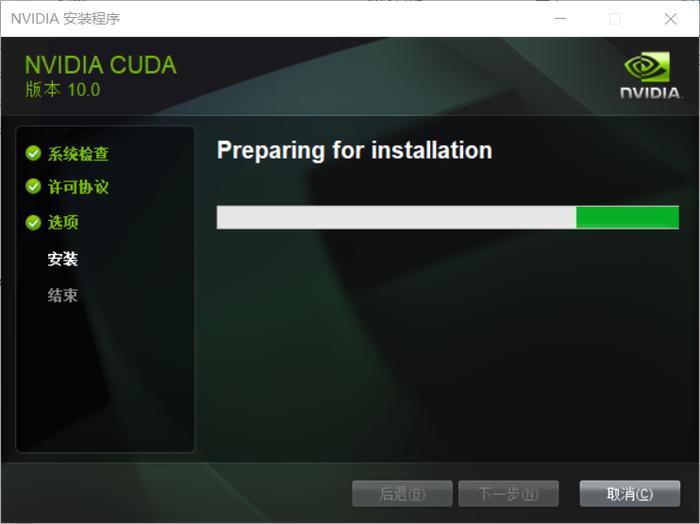 NVIDIA 安装程序
NVIDIA CUDA
版本 10.0
NVIDIA.
系统检查
许可协议
选项
安装
结束
Preparing for installation
后退(B)
下一步(N)
取消(C)